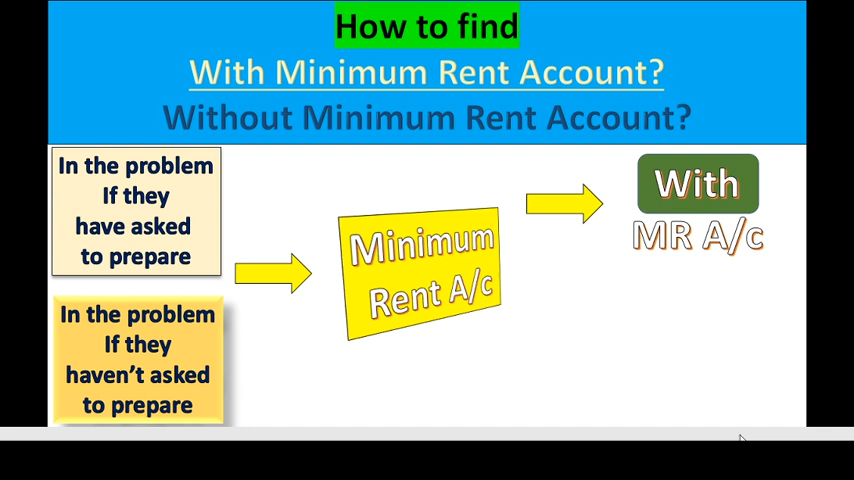 How to find
With Minimum Rent Account?
Without Minimum Rent Account?
In the problem
If they
have asked
to prepare
In the problem
If they
haven't asked
to prepare
Minimum
Rent A/c
With
MR A/c